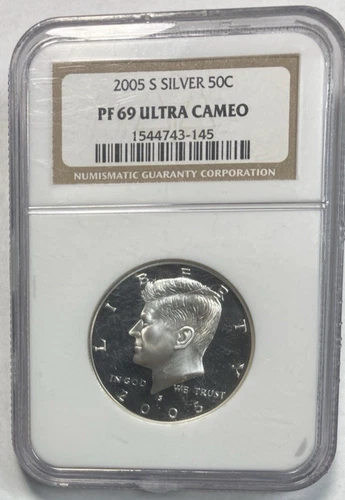 2005 S SILVER 50C
PF 69 ULTRA CAMEO
1544743-145
NUMISMATIC GUARANTY CORPORATION
LIBERTY
IN GOD WE TRUST
S
2005